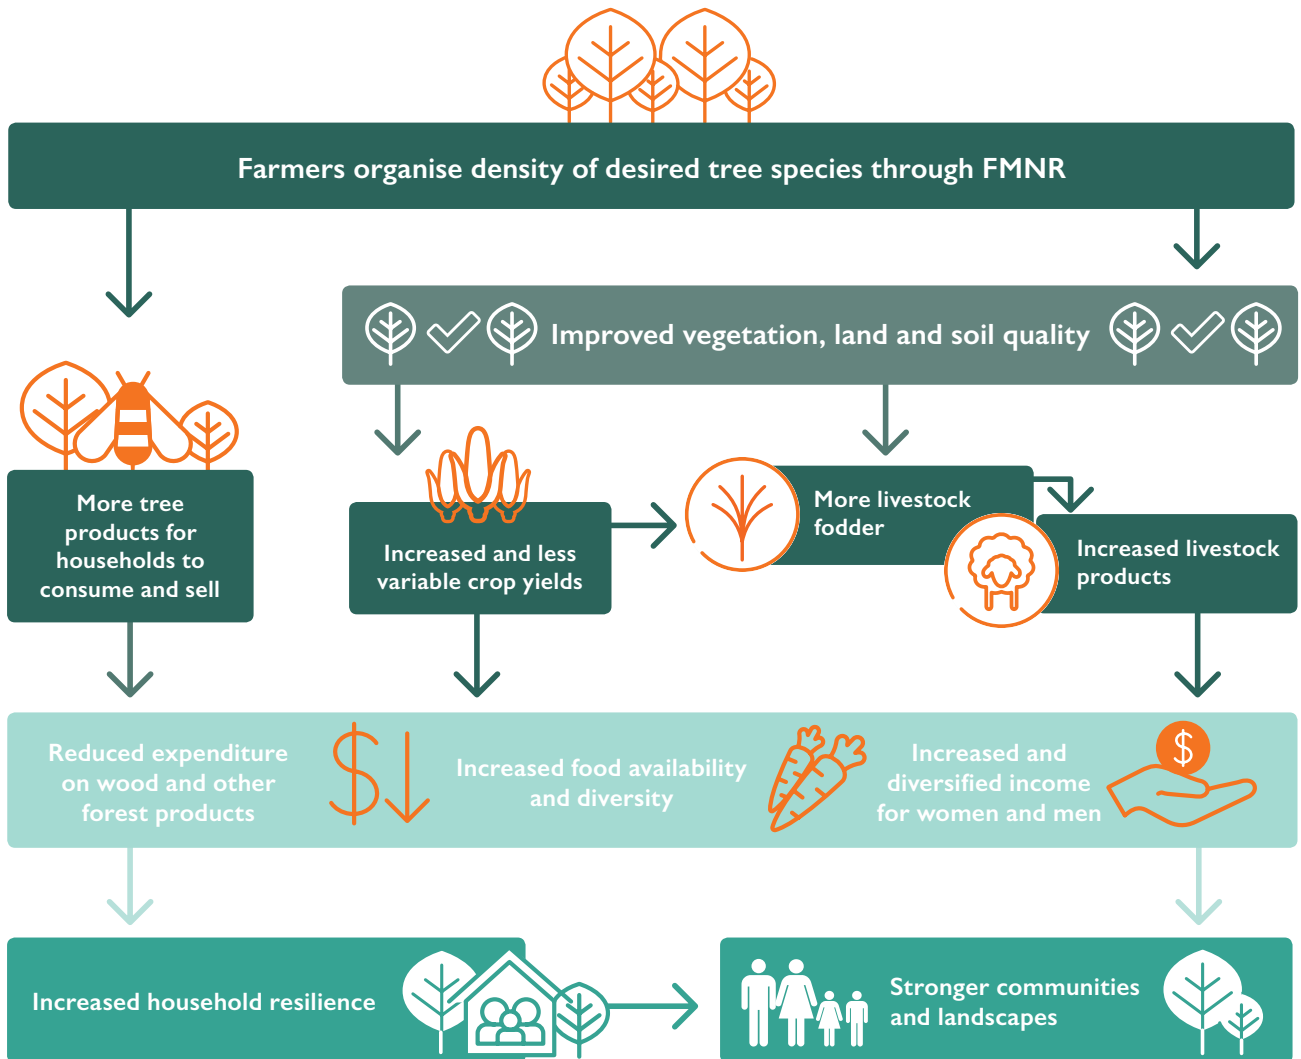 Farmers organise density of desired tree species through FMNR
Improved vegetation, land and soil quality
More tree
products for
households to
consume and sell
Increased and less
variable crop yields
More livestock
fodder
Increased livestock
products
Reduced expenditure
on wood and other
forest products
$
Increased food availability
and diversity
Increased and
diversified income
for women and men
$
Increased household resilience
Stronger communities
and landscapes